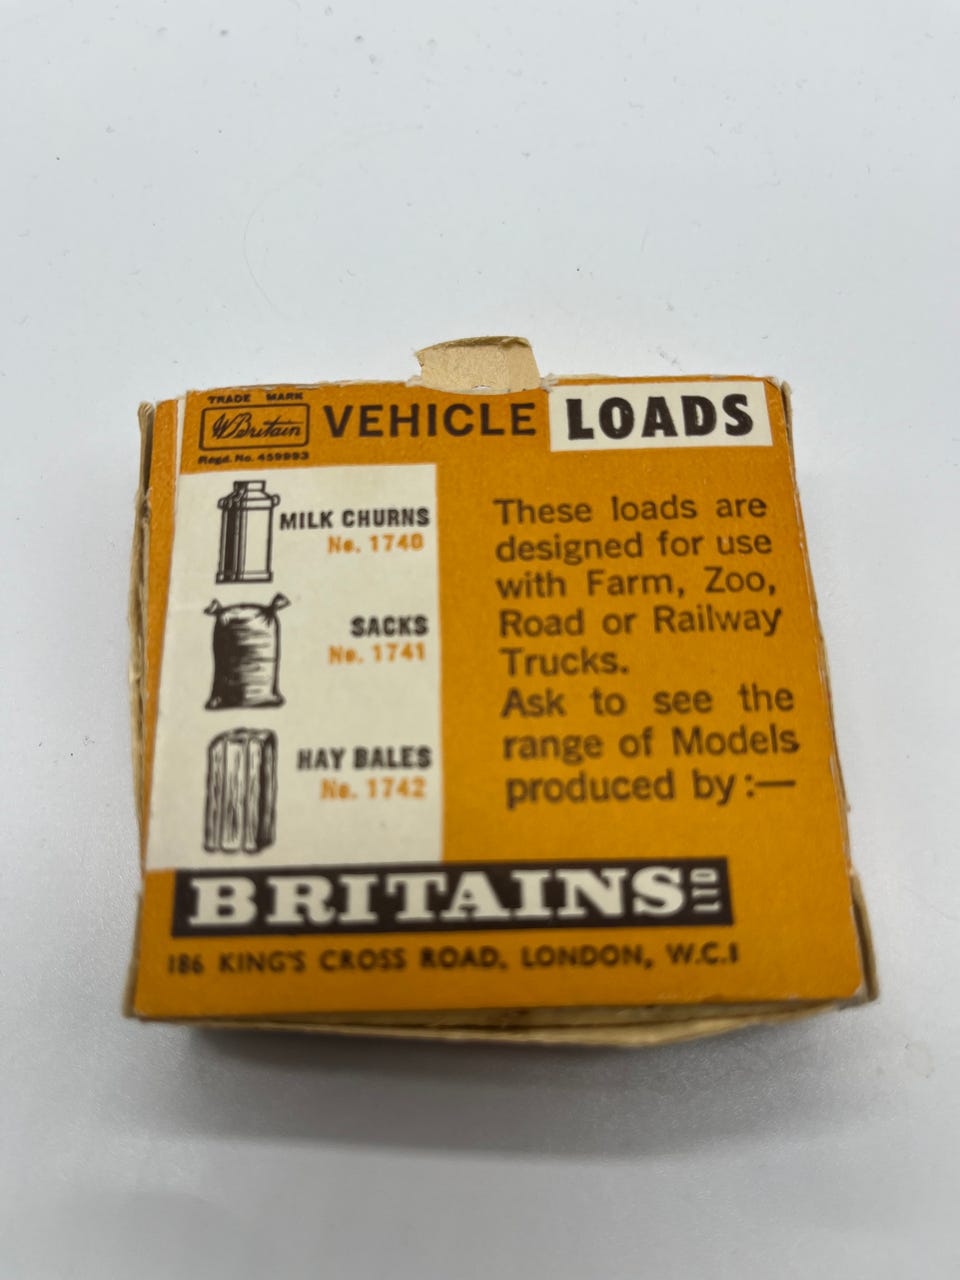 TRADE MARK
W Britain
Regd. No. 459993
VEHICLE LOADS
MILK CHURNS
No. 1740
SACKS
No. 1741
HAY BALES
No. 1742
These loads are
designed for use
with Farm, Zoo,
Road or Railway
Trucks.
Ask to see the
range of Models
produced by :—
BRITAINS LTD
186 KING'S CROSS ROAD, LONDON, W.C.1